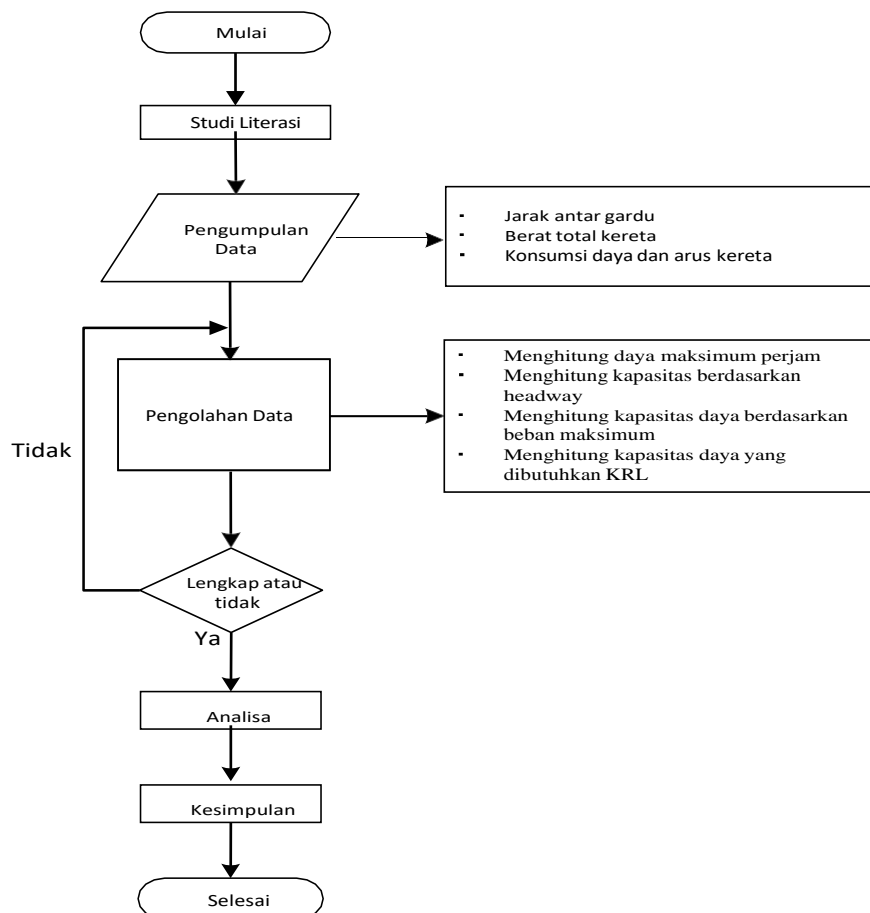 Mulai
Studi Literasi
Pengumpulan
Data
▪ Jarak antar gardu
▪ Berat total kereta
▪ Konsumsi daya dan arus kereta
Pengolahan Data
▪ Menghitung daya maksimum perjam
▪ Menghitung kapasitas berdasarkan
headway
▪ Menghitung kapasitas daya berdasarkan
beban maksimum
▪ Menghitung kapasitas daya yang
dibutuhkan KRL
Tidak
Lengkap atau
tidak
Ya
Analisa
Kesimpulan
Selesai